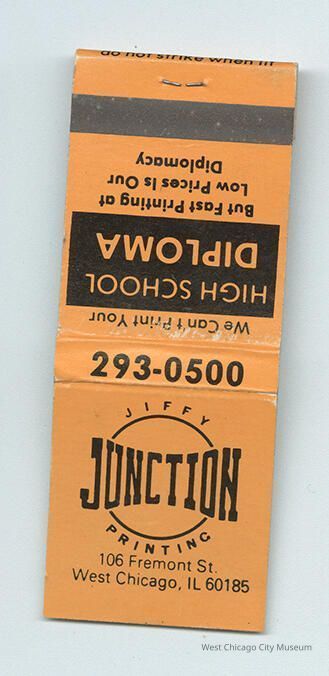 do not strike when lit
We Can't Print Your
HIGH SCHOOL
DIPLOMA
But Fast Printing at
Low Prices Is Our
Diplomacy
293-0500
JIFFY
JUNCTION
PRINTING
106 Fremont St.
West Chicago, IL 60185
West Chicago City Museum